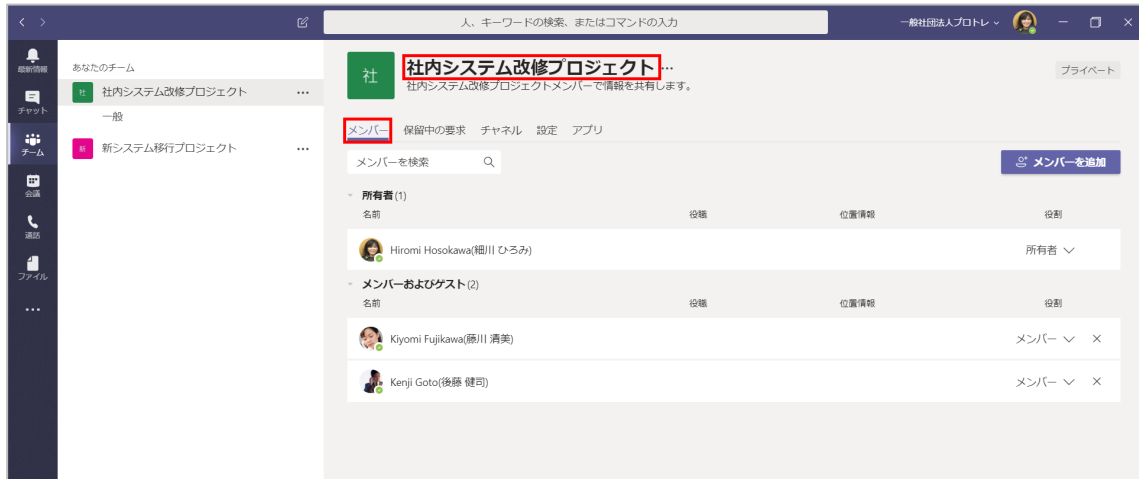 人、キーワードの検索、またはコマンドの入力
一般社団法人プロトレ
最新情報
チャット
チーム
会議
通話
ファイル
あなたのチーム
社 社内システム改修プロジェクト ...
一般
新 新システム移行プロジェクト ...
社 社内システム改修プロジェクト ...
プライベート
社内システム改修プロジェクトメンバーで情報を共有します。
メンバー 保留中の要求 チャネル 設定 アプリ
メンバーを検索
メンバーを追加
所有者(1)
名前 役職 位置情報 役割
Hiromi Hosokawa(細川 ひろみ) 所有者
メンバーおよびゲスト(2)
名前 役職 位置情報 役割
Kiyomi Fujikawa(藤川 清美) メンバー
Kenji Goto(後藤 健司) メンバー